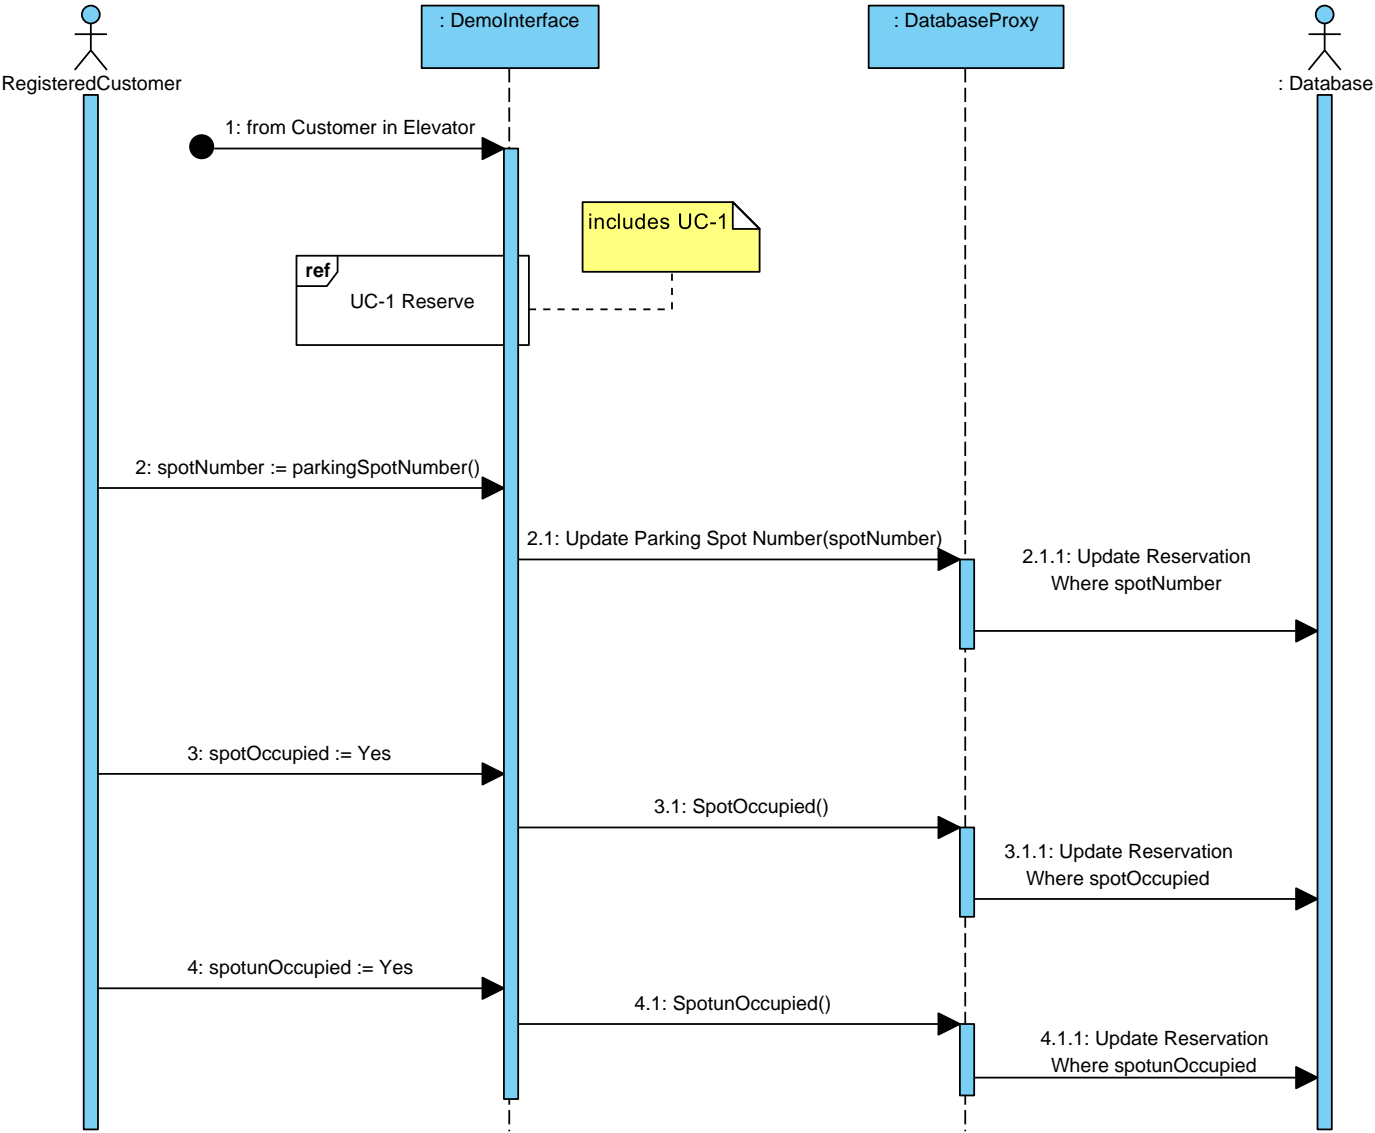 : DemoInterface
: DatabaseProxy
RegisteredCustomer
: Database
1: from Customer in Elevator
includes UC-1
ref
UC-1 Reserve
2: spotNumber := parkingSpotNumber()
2.1: Update Parking Spot Number(spotNumber)
2.1.1: Update Reservation
Where spotNumber
3: spotOccupied := Yes
3.1: SpotOccupied()
3.1.1: Update Reservation
Where spotOccupied
4: spotunOccupied := Yes
4.1: SpotunOccupied()
4.1.1: Update Reservation
Where spotunOccupied